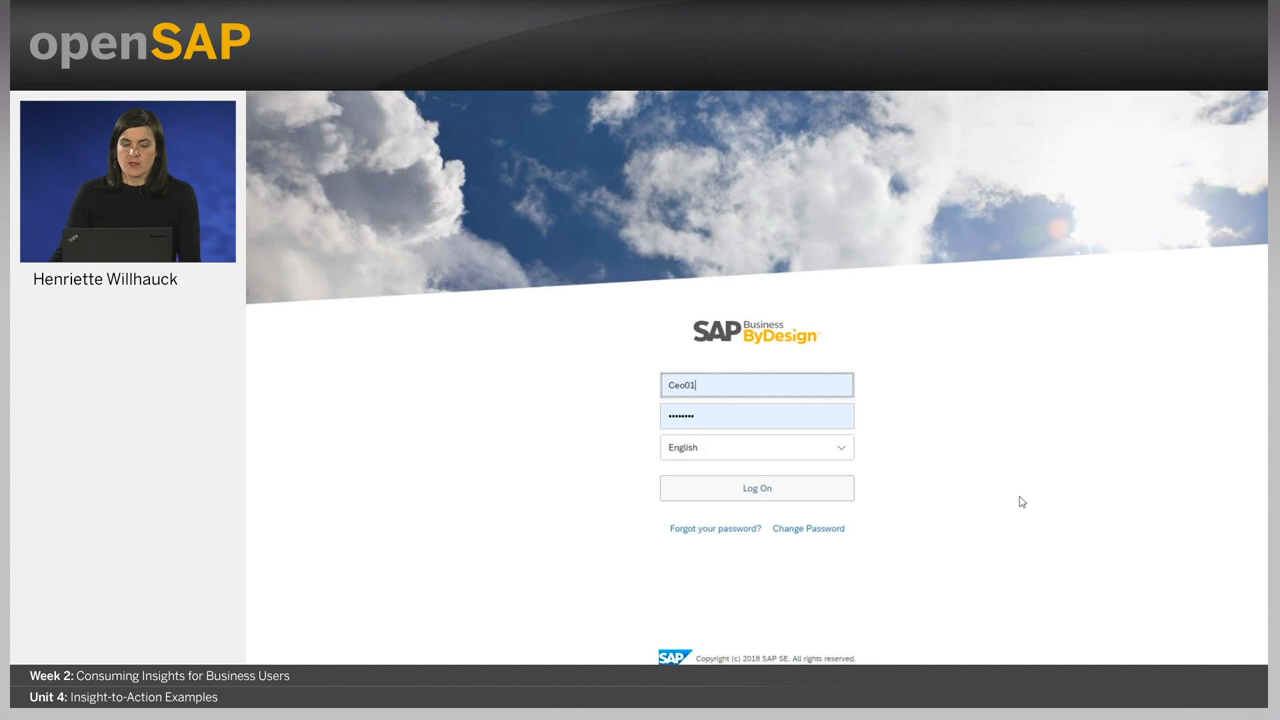 openSAP
Henriette Willhauck
SAP Business ByDesign
Ceo01
••••••••
English
Log On
Forgot your password? Change Password
SAP Copyright (c) 2018 SAP SE. All rights reserved.
Week 2: Consuming Insights for Business Users
Unit 4: Insight-to-Action Examples